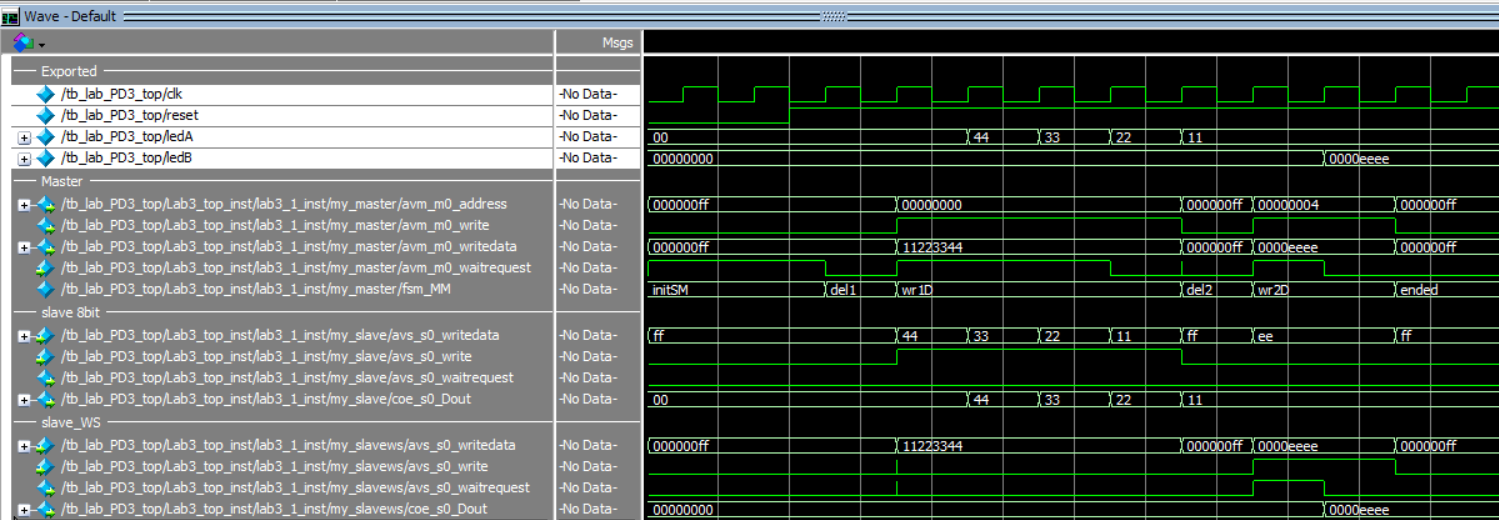 Wave - Default
Msgs
Exported
/tb_lab_PD3_top/clk -No Data-
/tb_lab_PD3_top/reset -No Data-
/tb_lab_PD3_top/ledA -No Data- 00 44 33 22 11
/tb_lab_PD3_top/ledB -No Data- 00000000 0000eeee
Master
/tb_lab_PD3_top/Lab3_top_inst/lab3_1_inst/my_master/avm_m0_address -No Data- 000000ff 00000000 000000ff 00000004 000000ff
/tb_lab_PD3_top/Lab3_top_inst/lab3_1_inst/my_master/avm_m0_write -No Data-
/tb_lab_PD3_top/Lab3_top_inst/lab3_1_inst/my_master/avm_m0_writedata -No Data- 000000ff 11223344 000000ff 0000eeee 000000ff
/tb_lab_PD3_top/Lab3_top_inst/lab3_1_inst/my_master/avm_m0_waitrequest -No Data-
/tb_lab_PD3_top/Lab3_top_inst/lab3_1_inst/my_master/fsm_MM -No Data- initSM del1 wr1D del2 wr2D ended
slave 8bit
/tb_lab_PD3_top/Lab3_top_inst/lab3_1_inst/my_slave/avs_s0_writedata -No Data- ff 44 33 22 11 ff ee ff
/tb_lab_PD3_top/Lab3_top_inst/lab3_1_inst/my_slave/avs_s0_write -No Data-
/tb_lab_PD3_top/Lab3_top_inst/lab3_1_inst/my_slave/avs_s0_waitrequest -No Data-
/tb_lab_PD3_top/Lab3_top_inst/lab3_1_inst/my_slave/coe_s0_Dout -No Data- 00 44 33 22 11
slave_WS
/tb_lab_PD3_top/Lab3_top_inst/lab3_1_inst/my_slavews/avs_s0_writedata -No Data- 000000ff 11223344 000000ff 0000eeee 000000ff
/tb_lab_PD3_top/Lab3_top_inst/lab3_1_inst/my_slavews/avs_s0_write -No Data-
/tb_lab_PD3_top/Lab3_top_inst/lab3_1_inst/my_slavews/avs_s0_waitrequest -No Data-
/tb_lab_PD3_top/Lab3_top_inst/lab3_1_inst/my_slavews/coe_s0_Dout -No Data- 00000000 0000eeee